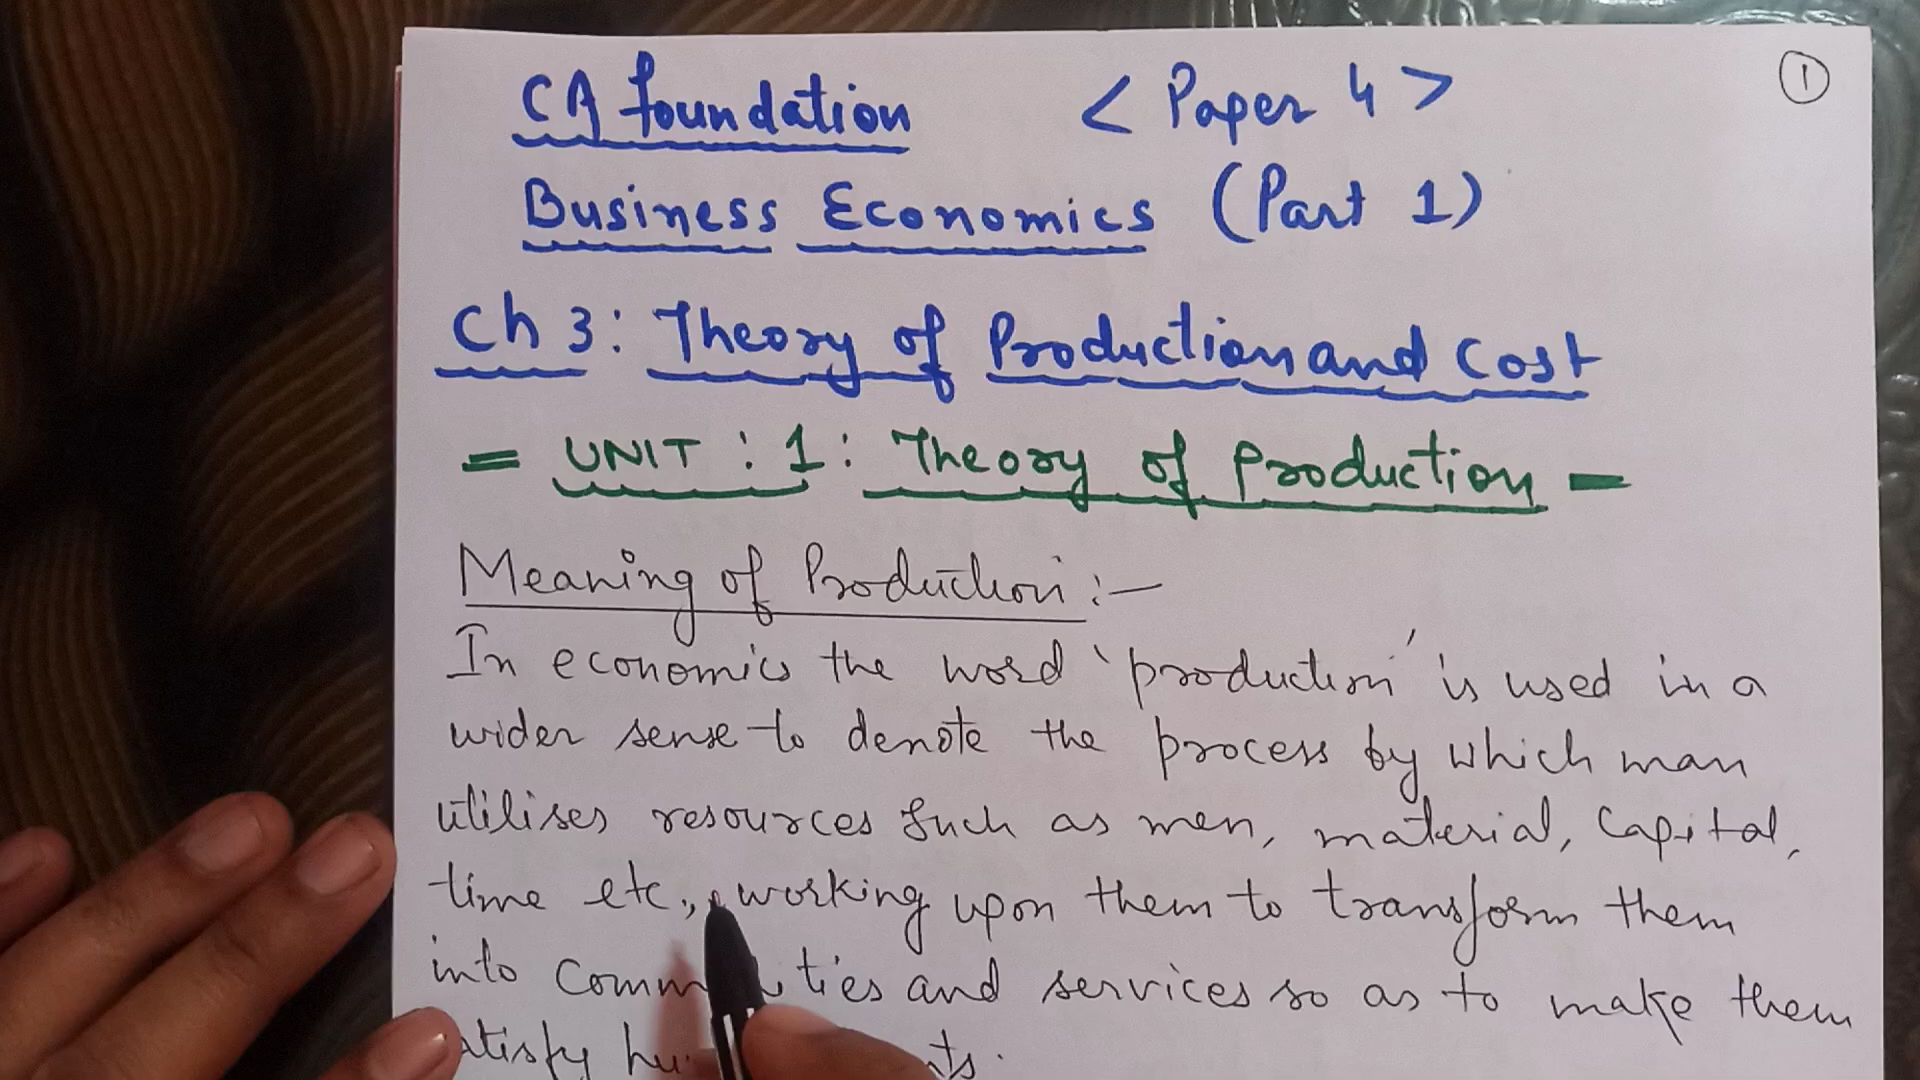 ①
CA foundation < Paper 4 >
Business Economics (Part 1)
Ch 3: Theory of Production and Cost
= UNIT : 1 : Theory of Production -
Meaning of Production :-
In economics the word 'production' is used in a
wider sense to denote the process by which man
utilises resources such as men, material, capital,
time etc., working upon them to transform them
into and services so as to make them